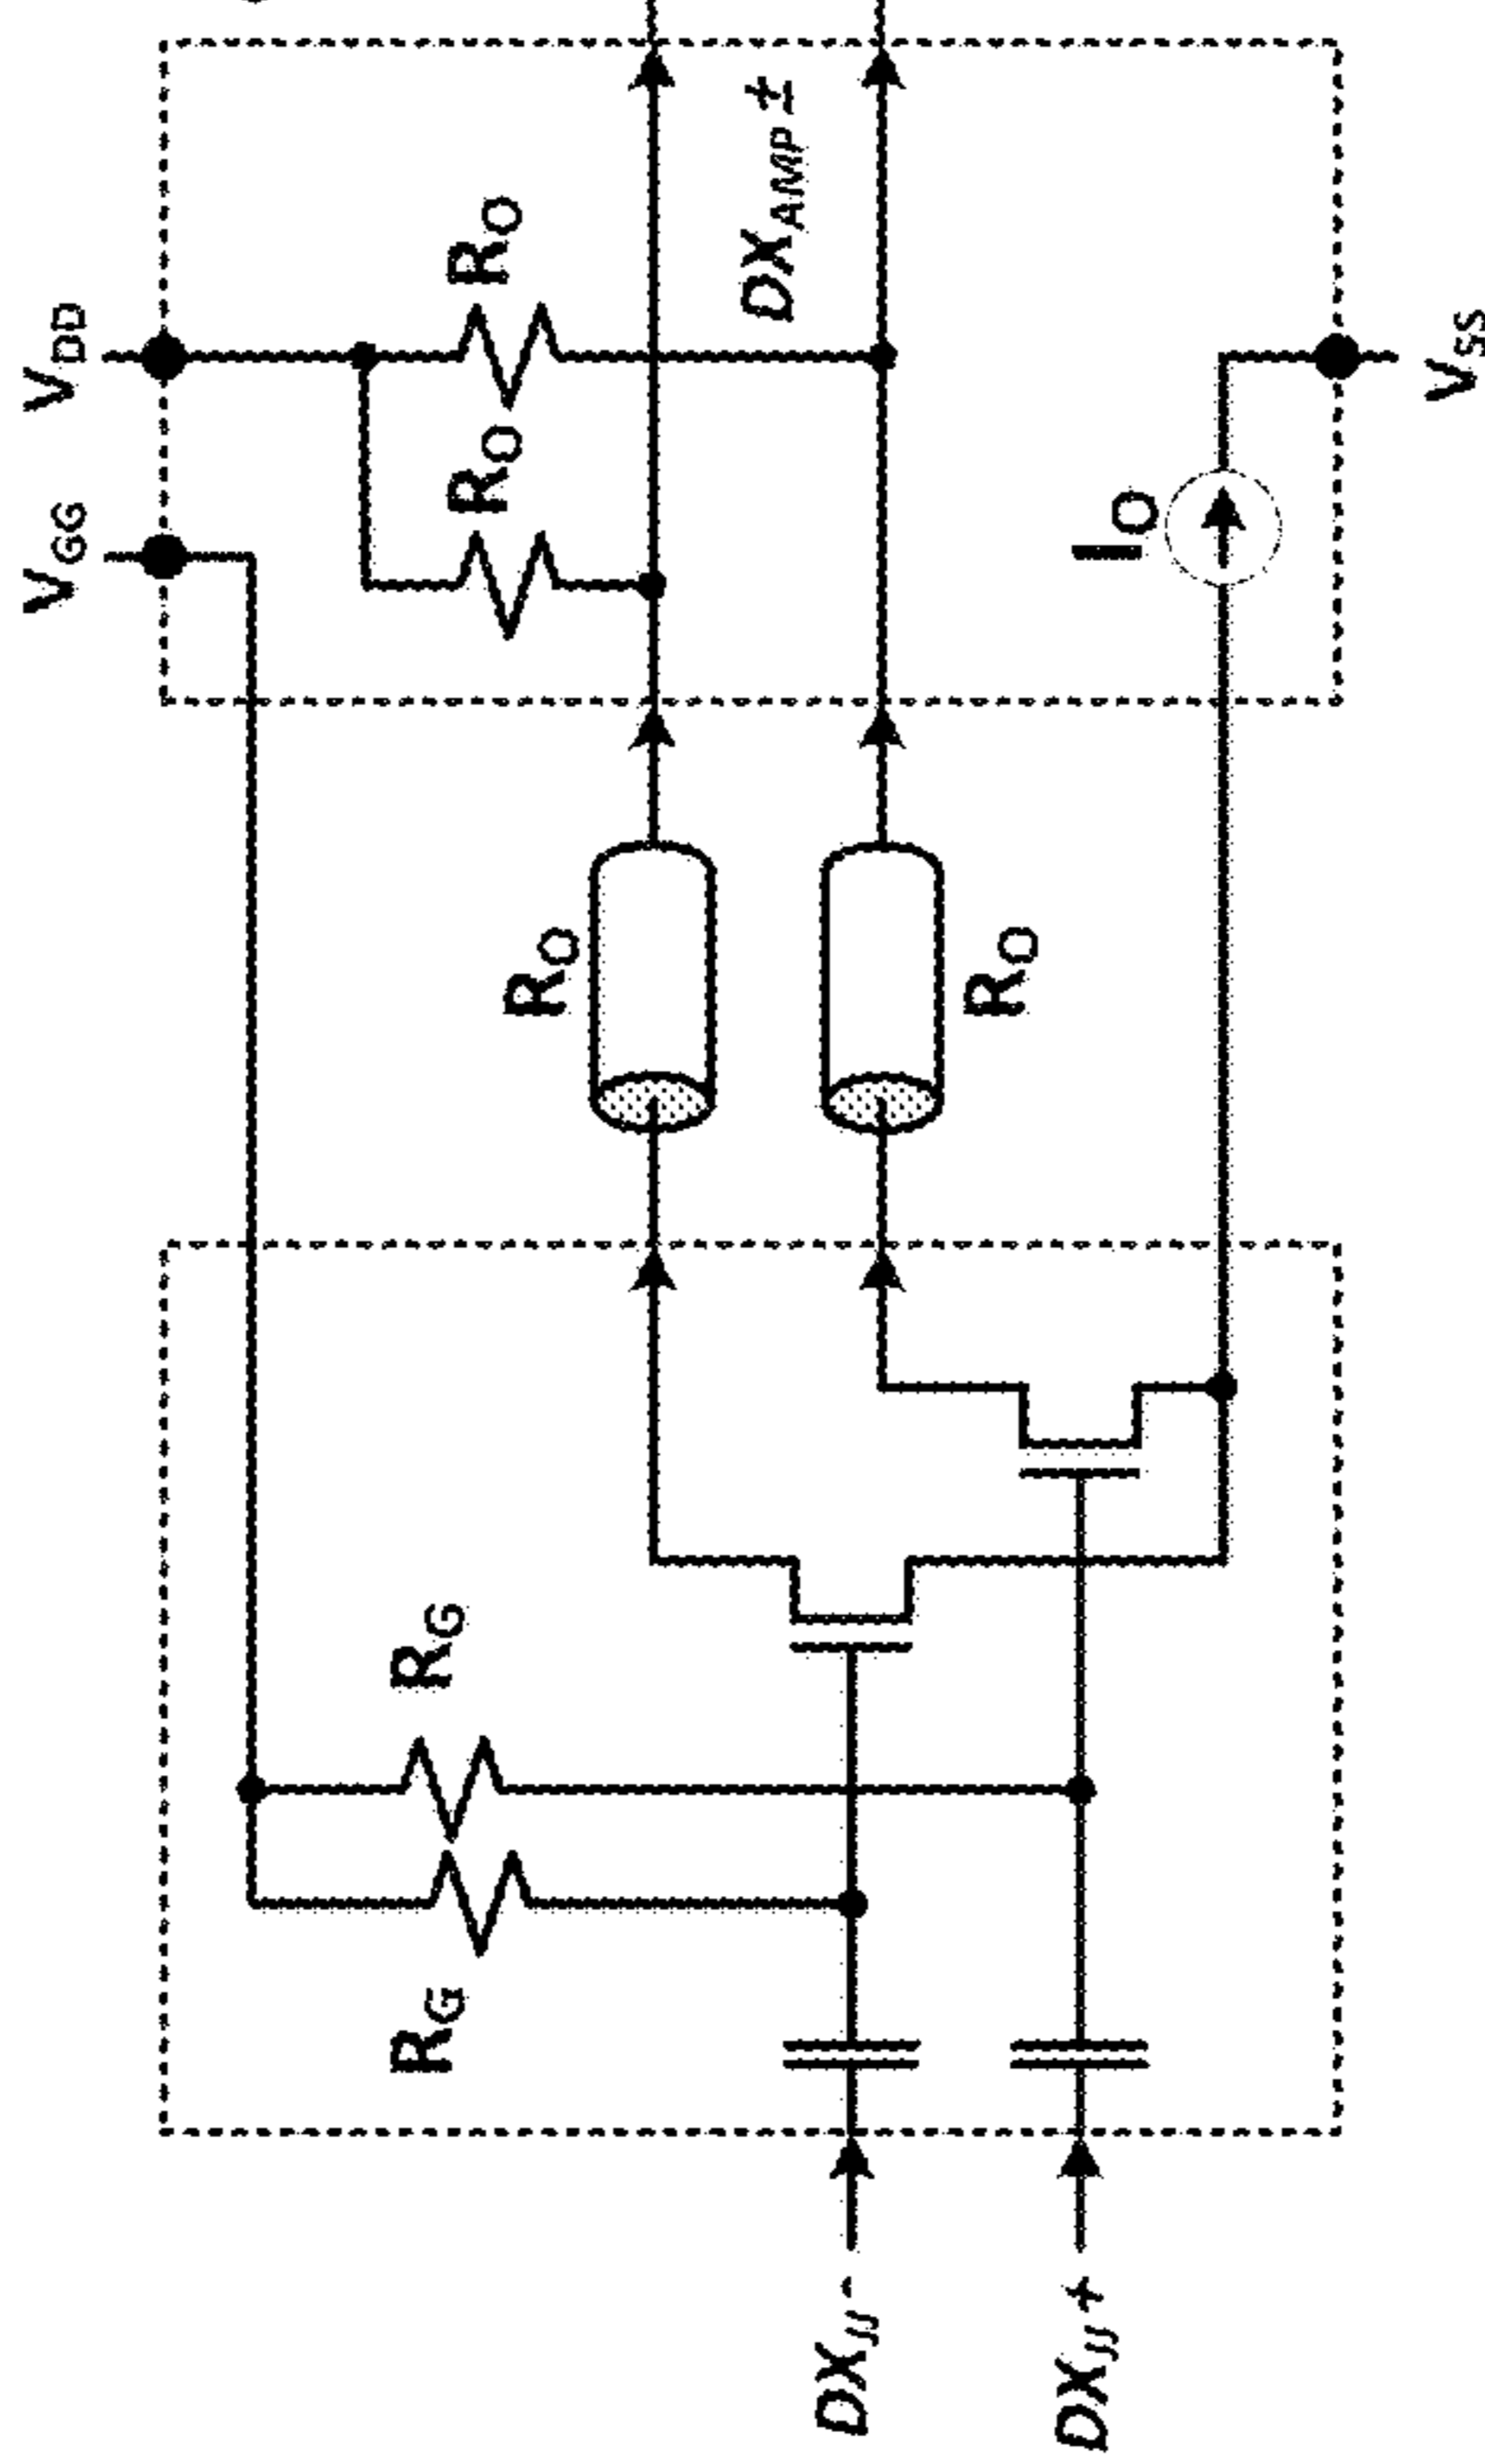 V_GG
V_DD
R_G
R_G
R_O
R_O
R_O
R_O
DX_JJ -
DX_JJ +
DX_AMP ±
I_O
V_SS